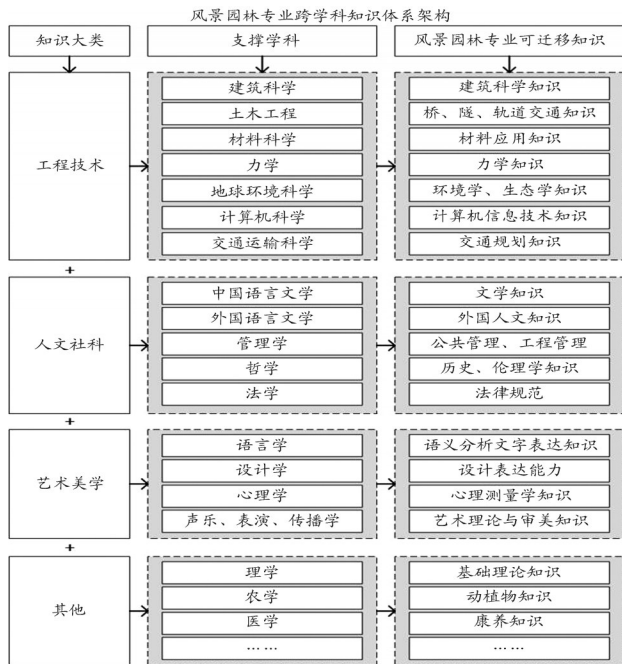 风景园林专业跨学科知识体系架构
知识大类 支撑学科 风景园林专业可迁移知识
工程技术
建筑科学 建筑科学知识
土木工程 桥、隧、轨道交通知识
材料科学 材料应用知识
力学 力学知识
地球环境科学 环境学、生态学知识
计算机科学 计算机信息技术知识
交通运输科学 交通规划知识
+
人文社科
中国语言文学 文学知识
外国语言文学 外国人文知识
管理学 公共管理、工程管理
哲学 历史、伦理学知识
法学 法律规范
+
艺术美学
语言学 语义分析文字表达知识
设计学 设计表达能力
心理学 心理测量学知识
声乐、表演、传播学 艺术理论与审美知识
+
其他
理学 基础理论知识
农学 动植物知识
医学 康养知识
…… ……